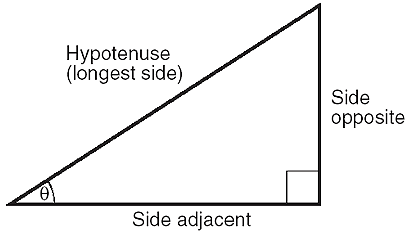 Hypotenuse
(longest side)
Side
opposite
θ
Side adjacent